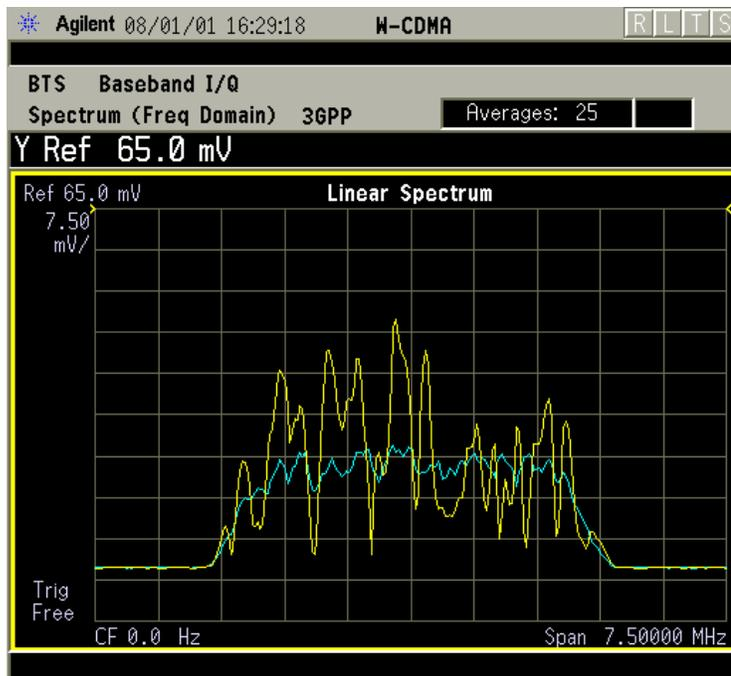 Agilent 08/01/01 16:29:18 W-CDMA R L T S
BTS Baseband I/Q
Spectrum (Freq Domain) 3GPP Averages: 25
Y Ref 65.0 mV
Ref 65.0 mV Linear Spectrum
7.50
mV/
Trig
Free
CF 0.0 Hz Span 7.50000 MHz